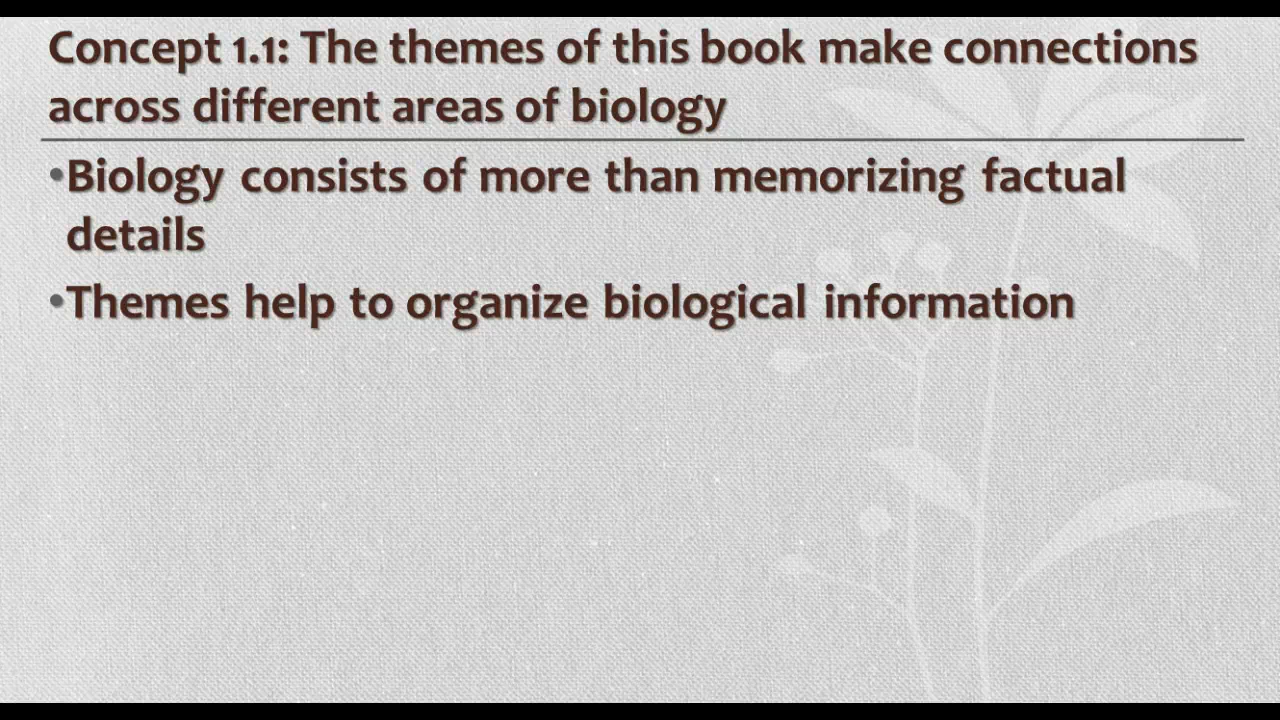 Concept 1.1: The themes of this book make connections
across different areas of biology
•Biology consists of more than memorizing factual
details
•Themes help to organize biological information